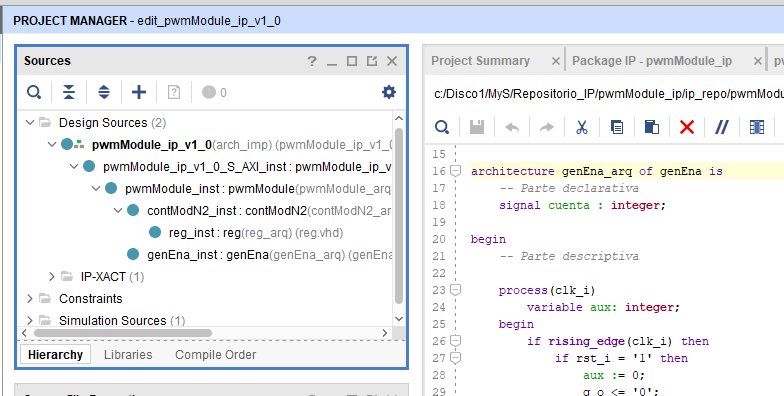 PROJECT MANAGER - edit_pwmModule_ip_v1_0
Sources
0
Design Sources (2)
pwmModule_ip_v1_0(arch_imp) (pwmModule_ip_v1_0
pwmModule_ip_v1_0_S_AXI_inst : pwmModule_ip_v
pwmModule_inst : pwmModule(pwmModule_arq
contModN2_inst : contModN2(contModN2_ar
reg_inst : reg(reg_arq) (reg.vhd)
genEna_inst : genEna(genEna_arq) (genEna
IP-XACT (1)
Constraints
Simulation Sources (1)
Hierarchy Libraries Compile Order
Project Summary Package IP - pwmModule_ip
c:/Disco1/MyS/Repositorio_IP/pwmModule_ip/ip_repo/pwmModu
15
16 architecture genEna_arq of genEna is
17 -- Parte declarativa
18 signal cuenta : integer;
19
20 begin
21 -- Parte descriptiva
22
23 process(clk_i)
24 variable aux: integer;
25 begin
26 if rising_edge(clk_i) then
27 if rst_i = '1' then
28 aux := 0;
29 q_o <= '0';